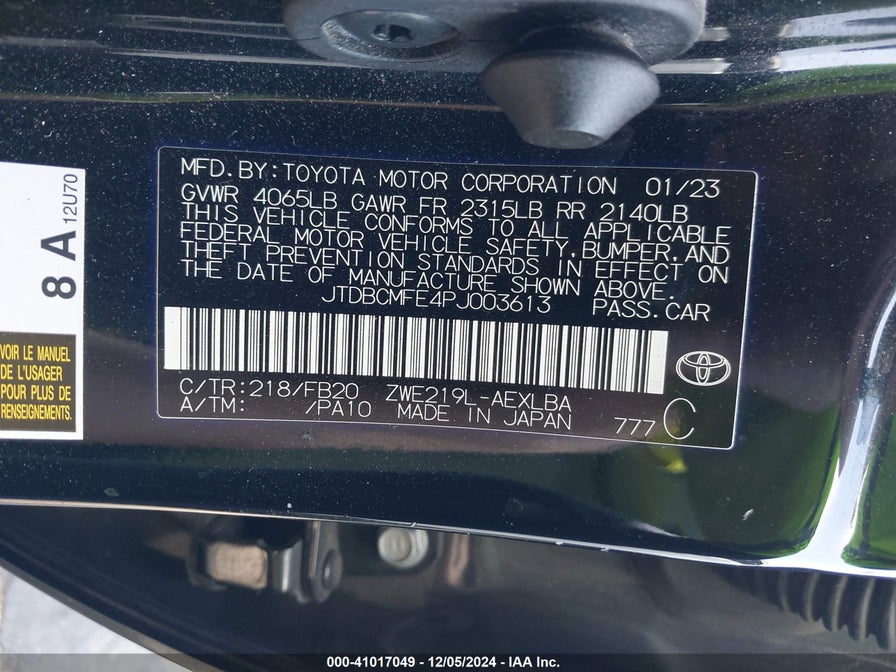 MFD.BY:TOYOTA MOTOR CORPORATION 01/23
GVWR 4065LB GAWR FR 2315LB RR 2140LB
THIS VEHICLE CONFORMS TO ALL APPLICABLE
FEDERAL MOTOR VEHICLE SAFETY,BUMPER,AND
THEFT PREVENTION STANDARDS IN EFFECT ON
THE DATE OF MANUFACTURE SHOWN ABOVE.
JTDBCMFE4PJ003613 PASS.CAR
C/TR:218/FB20 ZWE219L-AEXLBA
A/TM: /PA10 MADE IN JAPAN 777 C
8 A
12U70
VOIR LE MANUEL
DE L'USAGER
POUR PLUS DE
RENSEIGNEMENTS.
000-41017049 - 12/05/2024 - IAA Inc.